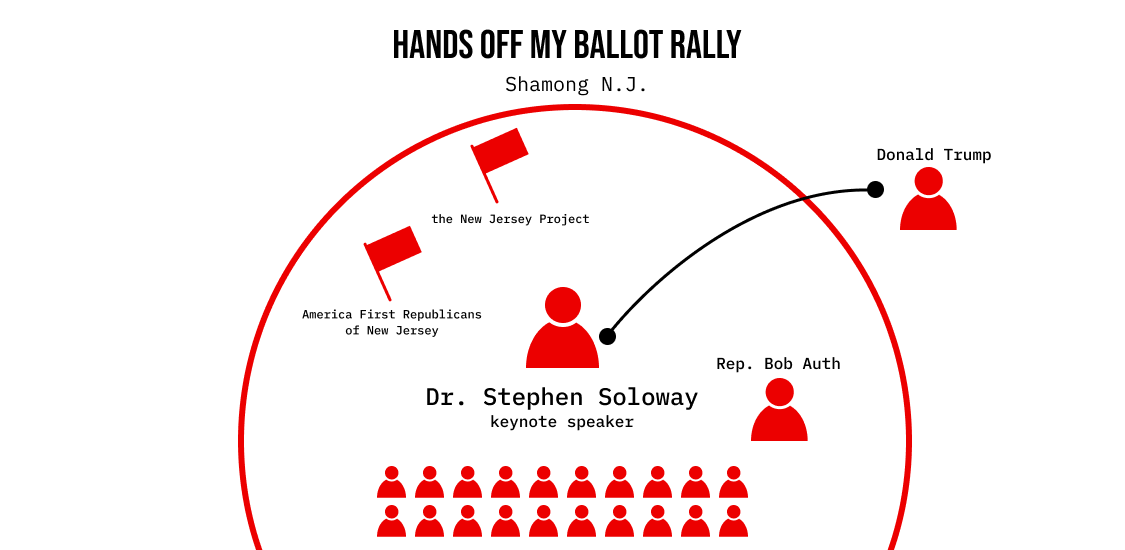 HANDS OFF MY BALLOT RALLY
Shamong N.J.
Donald Trump
the New Jersey Project
America First Republicans
of New Jersey
Rep. Bob Auth
Dr. Stephen Soloway
keynote speaker